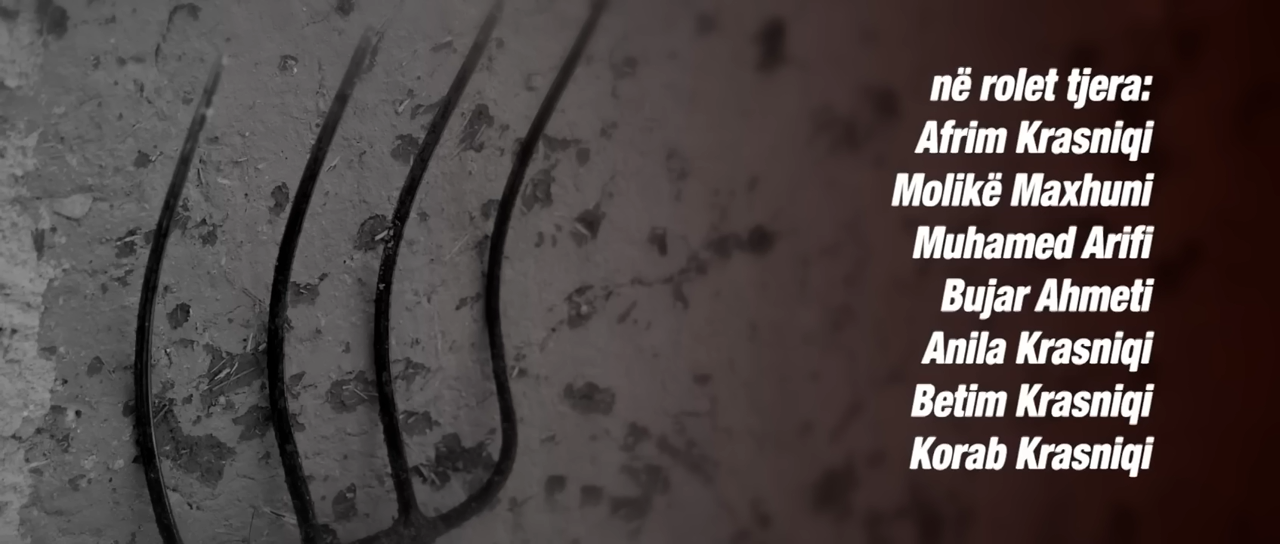 në rolet tjera:
Afrim Krasniqi
Molikë Maxhuni
Muhamed Arifi
Bujar Ahmeti
Anila Krasniqi
Betim Krasniqi
Korab Krasniqi